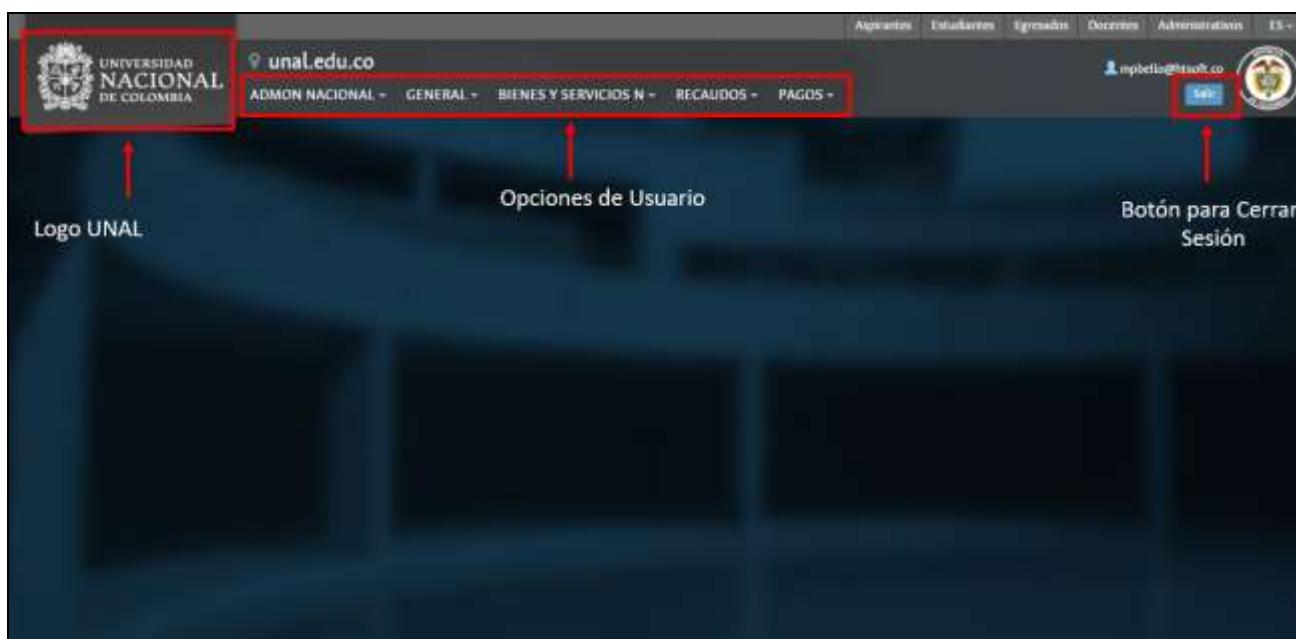 Aspirantes Estudiantes Egresados Docentes Administrativos ES
UNIVERSIDAD
NACIONAL
DE COLOMBIA
unal.edu.co
ADMON NACIONAL GENERAL BIENES Y SERVICIOS N RECAUDOS PAGOS
Salir
Logo UNAL
Opciones de Usuario
Botón para Cerrar
Sesión